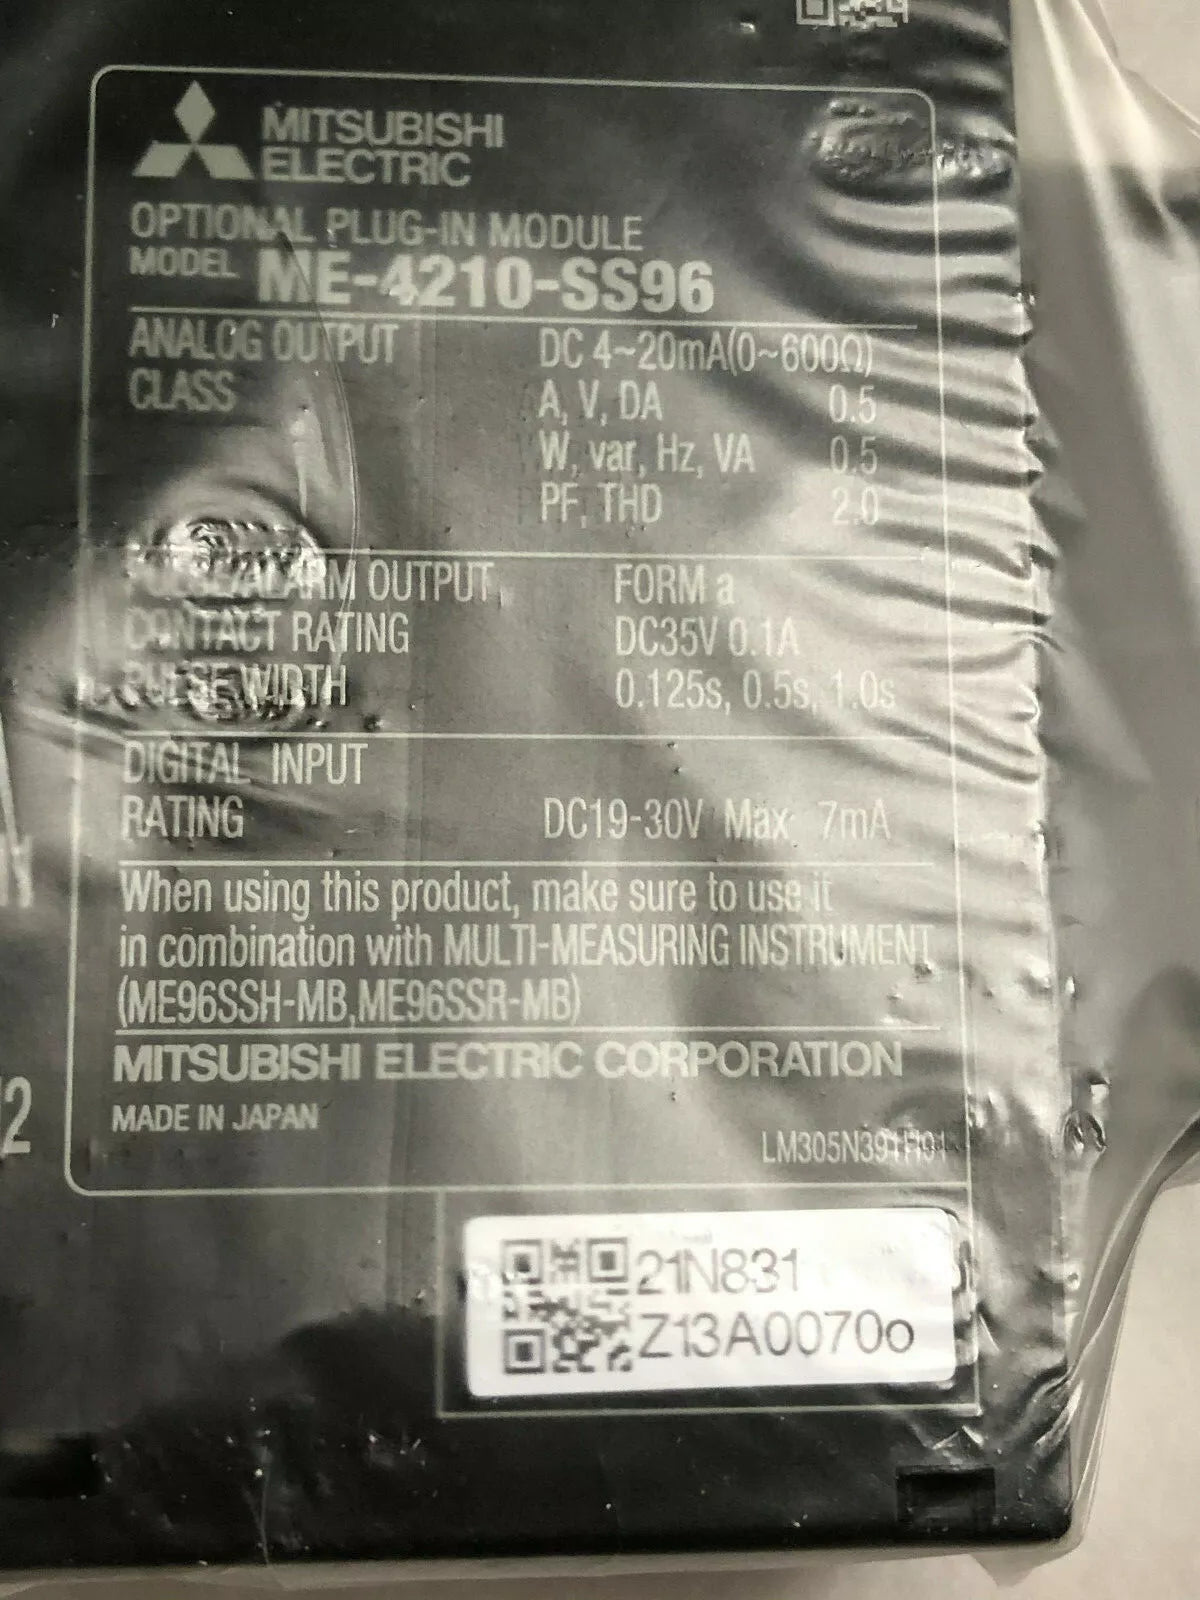 MITSUBISHI
ELECTRIC
OPTIONAL PLUG-IN MODULE
MODEL ME-4210-SS96
ANALOG OUTPUT DC 4~20mA(0~600Ω)
CLASS A, V, DA 0.5
W, var, Hz, VA 0.5
PF, THD 2.0
OUTPUT FORM a
CONTACT RATING DC35V 0.1A
PULSE WIDTH 0.125s, 0.5s, 1.0s
DIGITAL INPUT
RATING DC19-30V Max 7mA
When using this product, make sure to use it
in combination with MULTI-MEASURING INSTRUMENT
(ME96SSH-MB,ME96SSR-MB)
MITSUBISHI ELECTRIC CORPORATION
MADE IN JAPAN
LM305N391H91
21N831
Z13A0070o